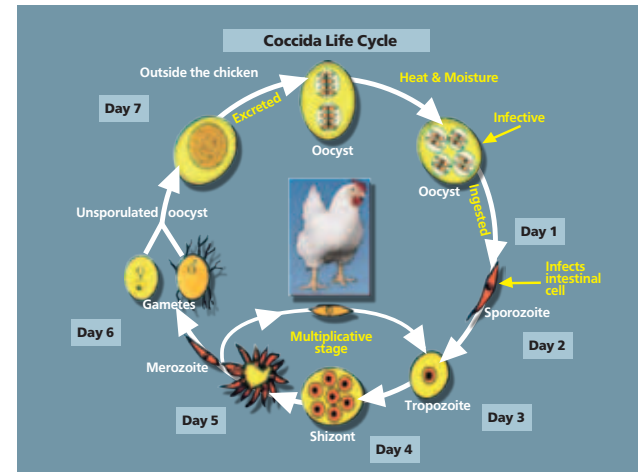 Coccida Life Cycle
Outside the chicken
Heat & Moisture
Day 7
Excreted
Infective
Oocyst
Oocyst
Ingested
Unsporulated oocyst
Day 1
Infects
intestinal
cell
Gametes
Sporozoite
Day 6
Multiplicative
stage
Day 2
Merozoite
Tropozoite
Day 3
Day 5
Shizont
Day 4